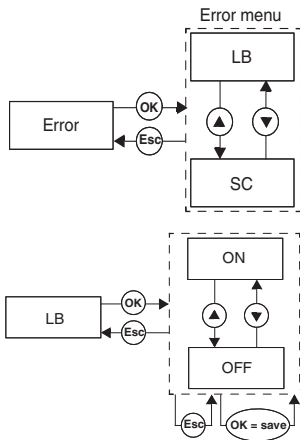 Error menu
LB
OK
Error
Esc
SC
ON
OK
LB
Esc
OFF
Esc
OK = save